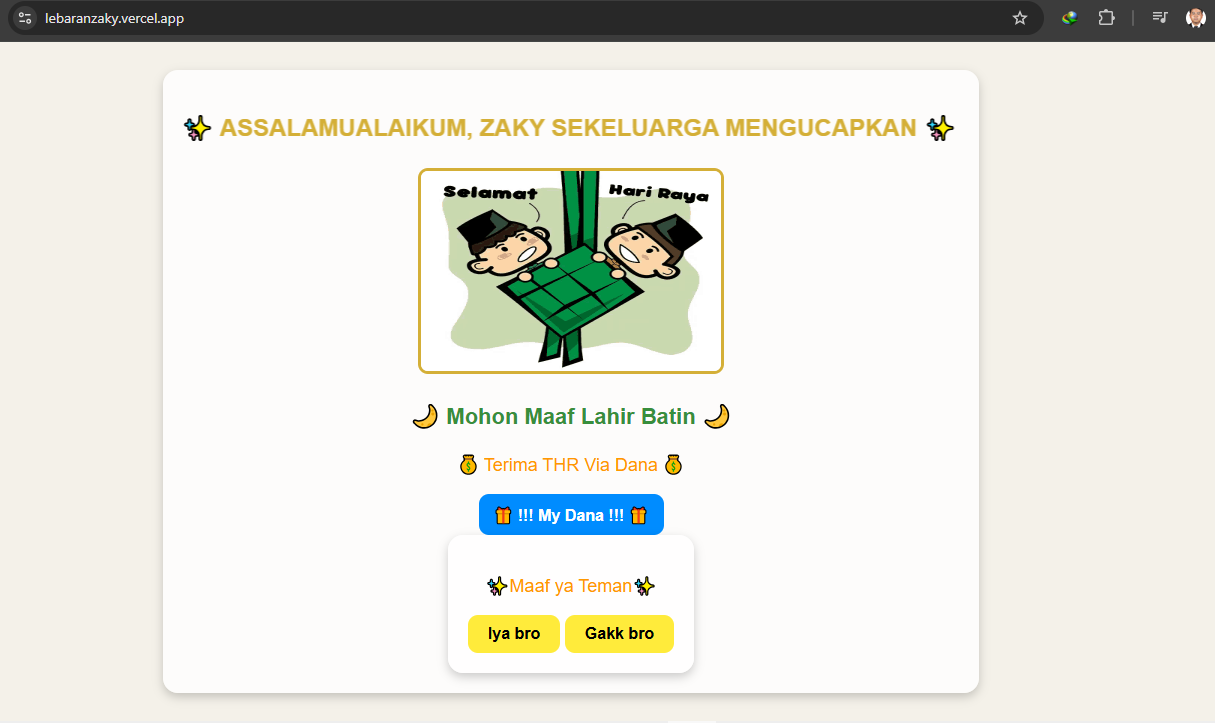 lebaranzaky.vercel.app
✨ ASSALAMUALAIKUM, ZAKY SEKELUARGA MENGUCAPKAN ✨
Selamat
Hari Raya
🌙 Mohon Maaf Lahir Batin 🌙
💰 Terima THR Via Dana 💰
🎁 !!! My Dana !!! 🎁
✨Maaf ya Teman✨
Iya bro
Gakk bro